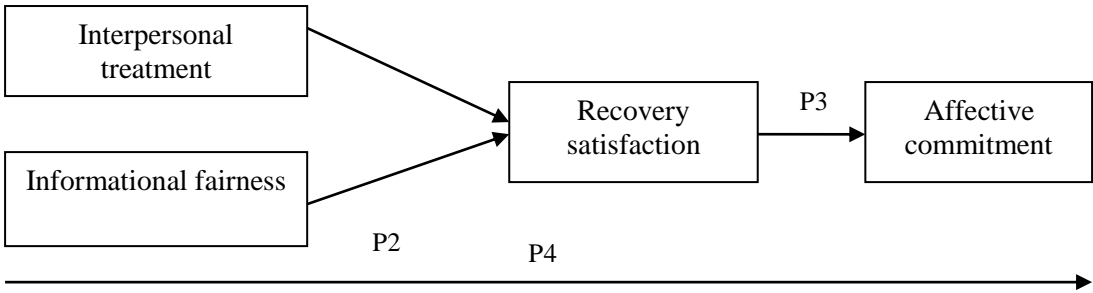 Interpersonal
treatment
Informational fairness
Recovery
satisfaction
P3
Affective
commitment
P2
P4